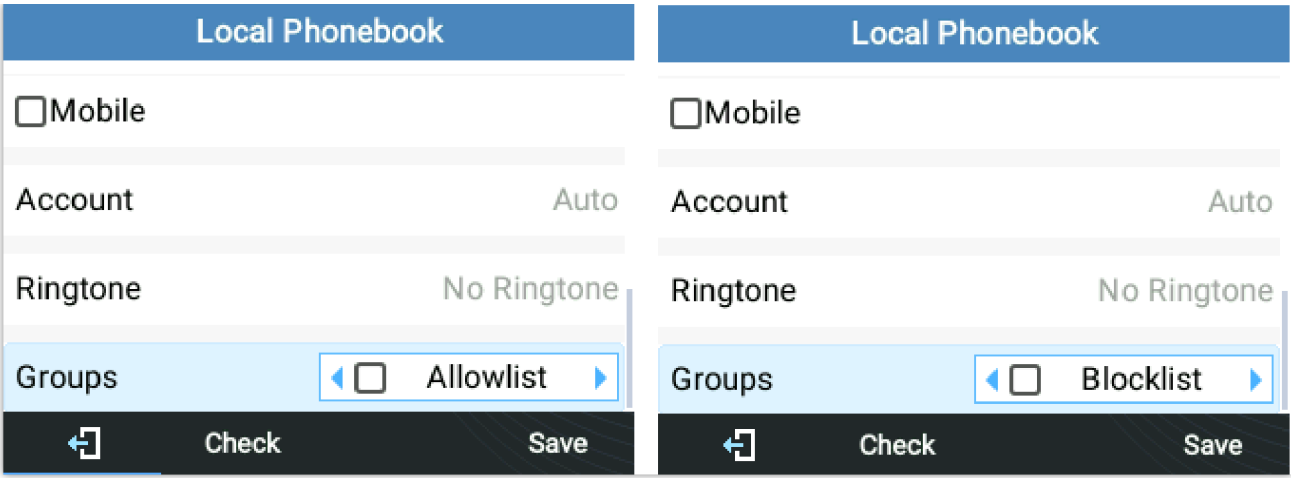 Local Phonebook
Mobile
Account Auto
Ringtone No Ringtone
Groups Allowlist
Check Save
Local Phonebook
Mobile
Account Auto
Ringtone No Ringtone
Groups Blocklist
Check Save